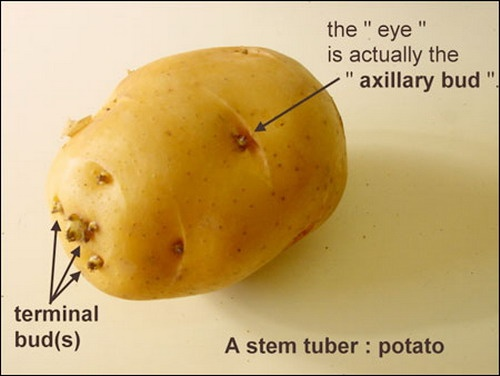 the " eye "
is actually the
" axillary bud ".
terminal
bud(s)
A stem tuber : potato